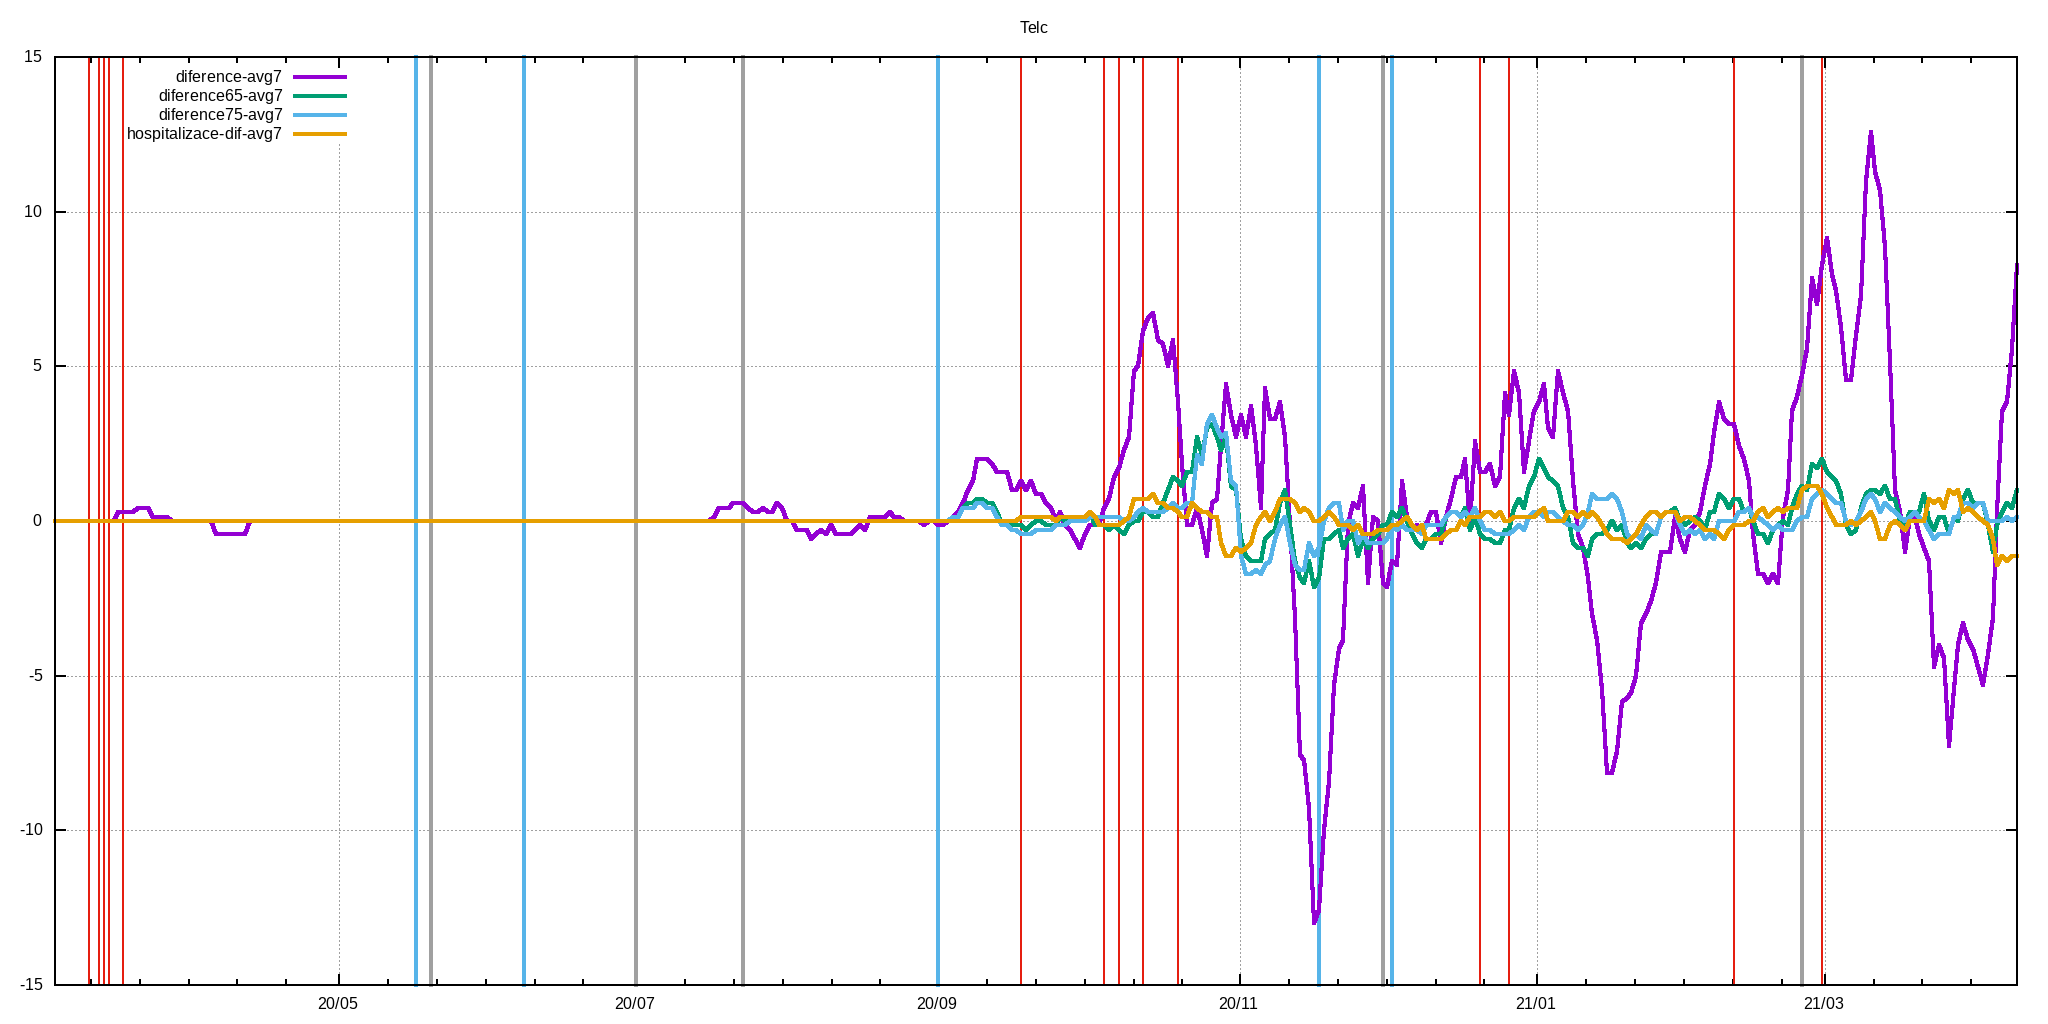 Telc
15
diference-avg7
diference65-avg7
diference75-avg7
hospitalizace-dif-avg7
10
5
0
-5
-10
-15
20/05 20/07 20/09 20/11 21/01 21/03